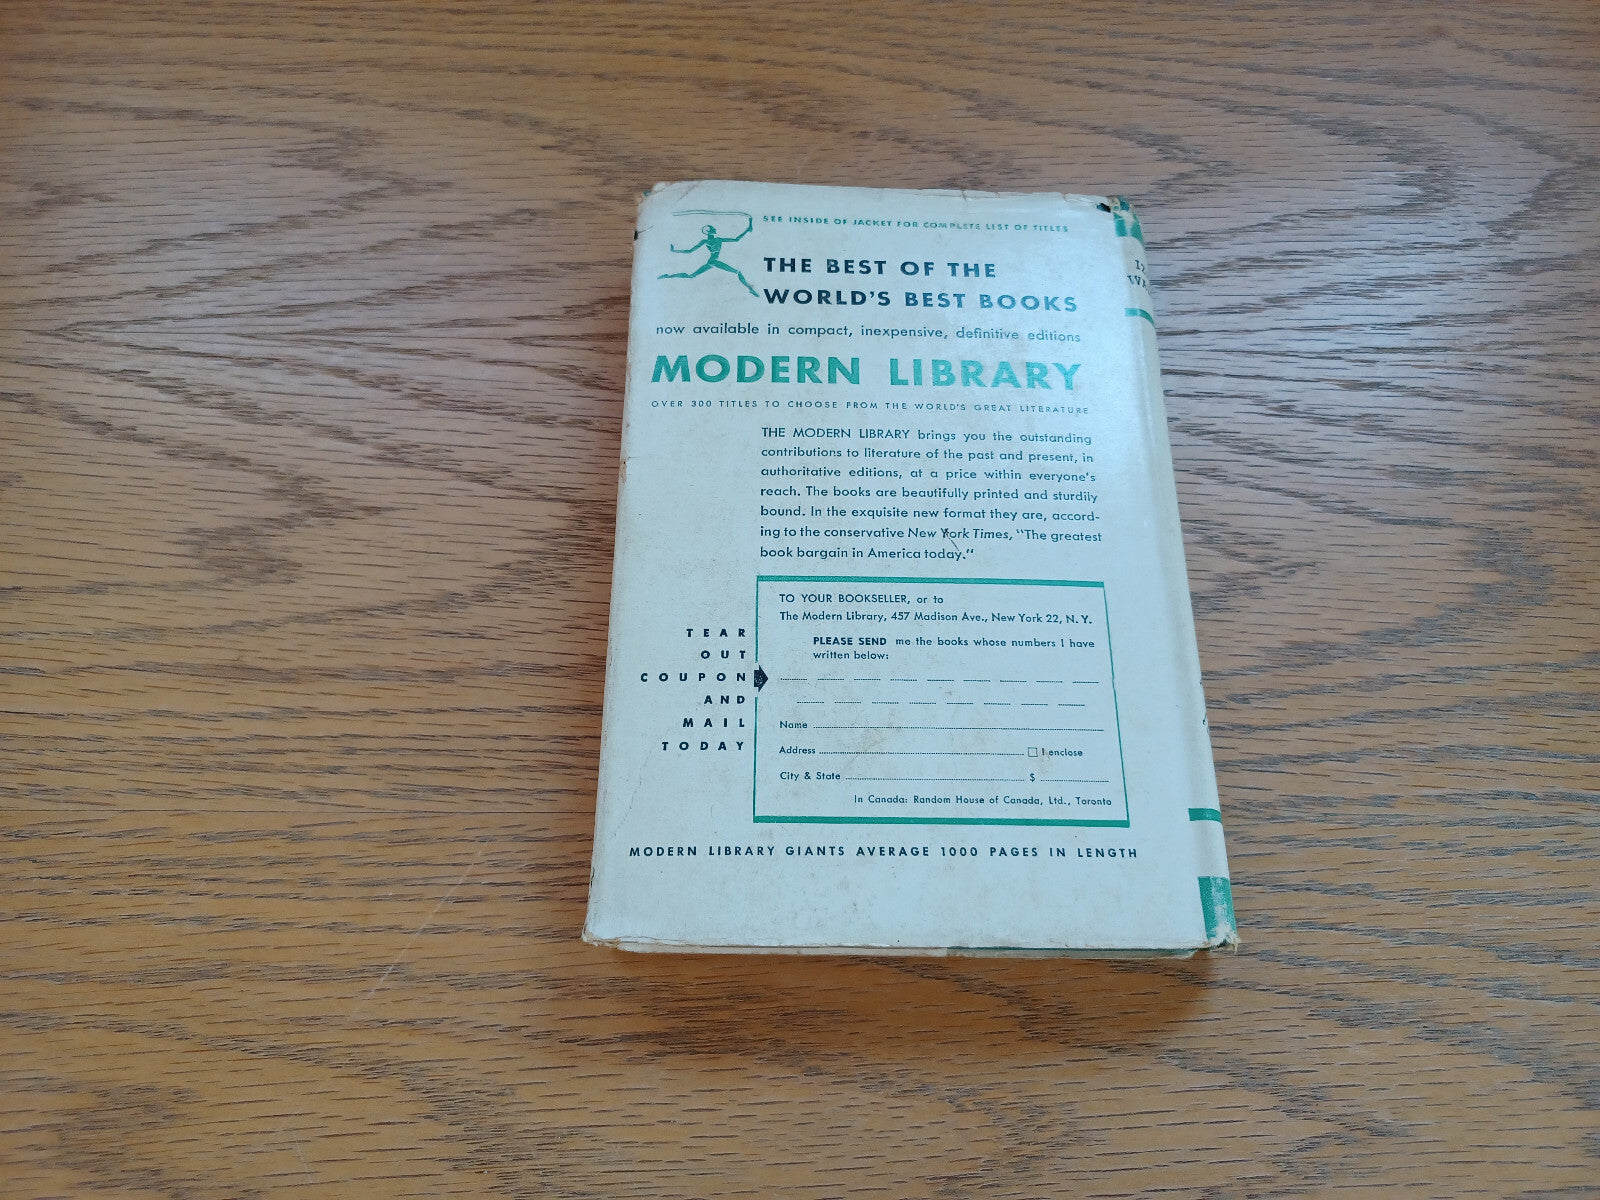 SEE INSIDE OF JACKET FOR COMPLETE LIST OF TITLES
THE BEST OF THE
WORLD'S BEST BOOKS
now available in compact, inexpensive, definitive editions
MODERN LIBRARY
OVER 300 TITLES TO CHOOSE FROM THE WORLD'S GREAT LITERATURE
THE MODERN LIBRARY brings you the outstanding
contributions to literature of the past and present, in
authoritative editions, at a price within everyone's
reach. The books are beautifully printed and sturdily
bound. In the exquisite new format they are, accord-
ing to the conservative New York Times, "The greatest
book bargain in America today."
TO YOUR BOOKSELLER, or to
The Modern Library, 457 Madison Ave., New York 22, N.Y.
PLEASE SEND me the books whose numbers I have
written below:
TEAR
OUT
COUPON
AND
MAIL
TODAY
Name
Address
I enclose
City & State
$
In Canada: Random House of Canada, Ltd., Toronto
MODERN LIBRARY GIANTS AVERAGE 1000 PAGES IN LENGTH